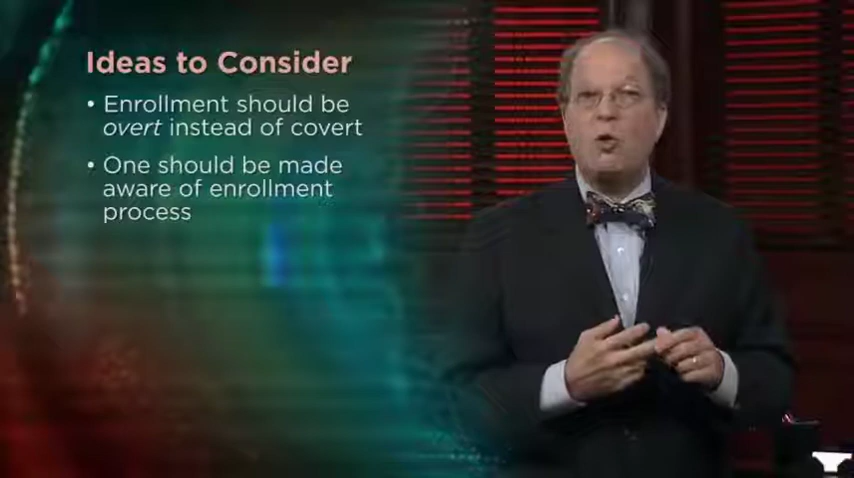 Ideas to Consider
• Enrollment should be
overt instead of covert
• One should be made
aware of enrollment
process